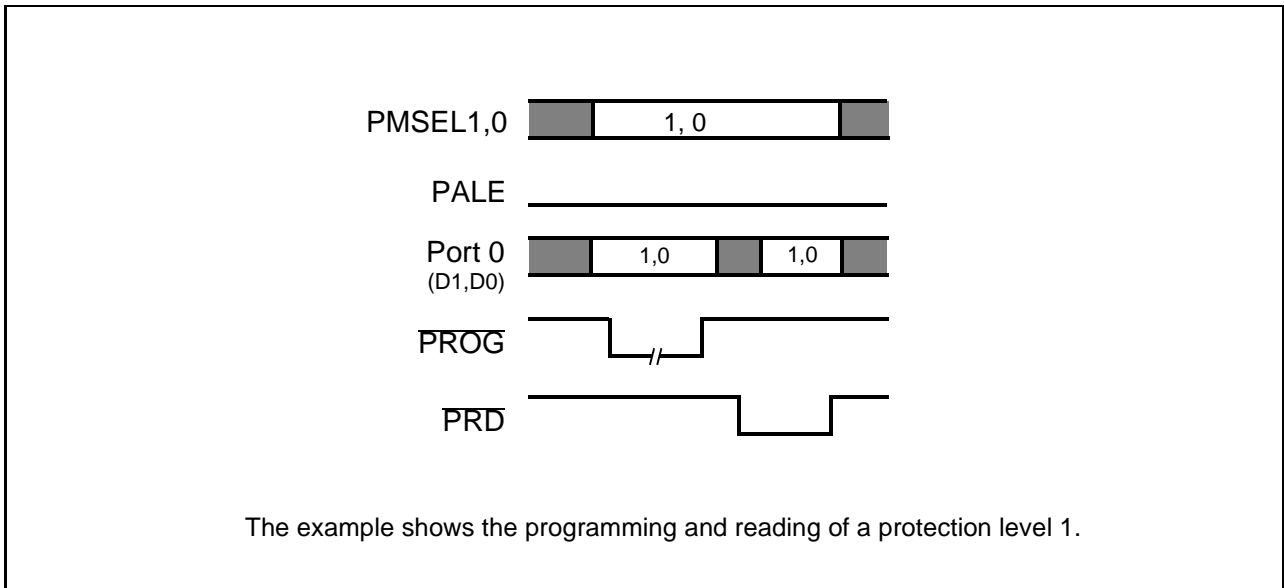 PMSEL1,0
1, 0
PALE
Port 0
(D1,D0)
1,0
1,0
PROG
PRD
The example shows the programming and reading of a protection level 1.